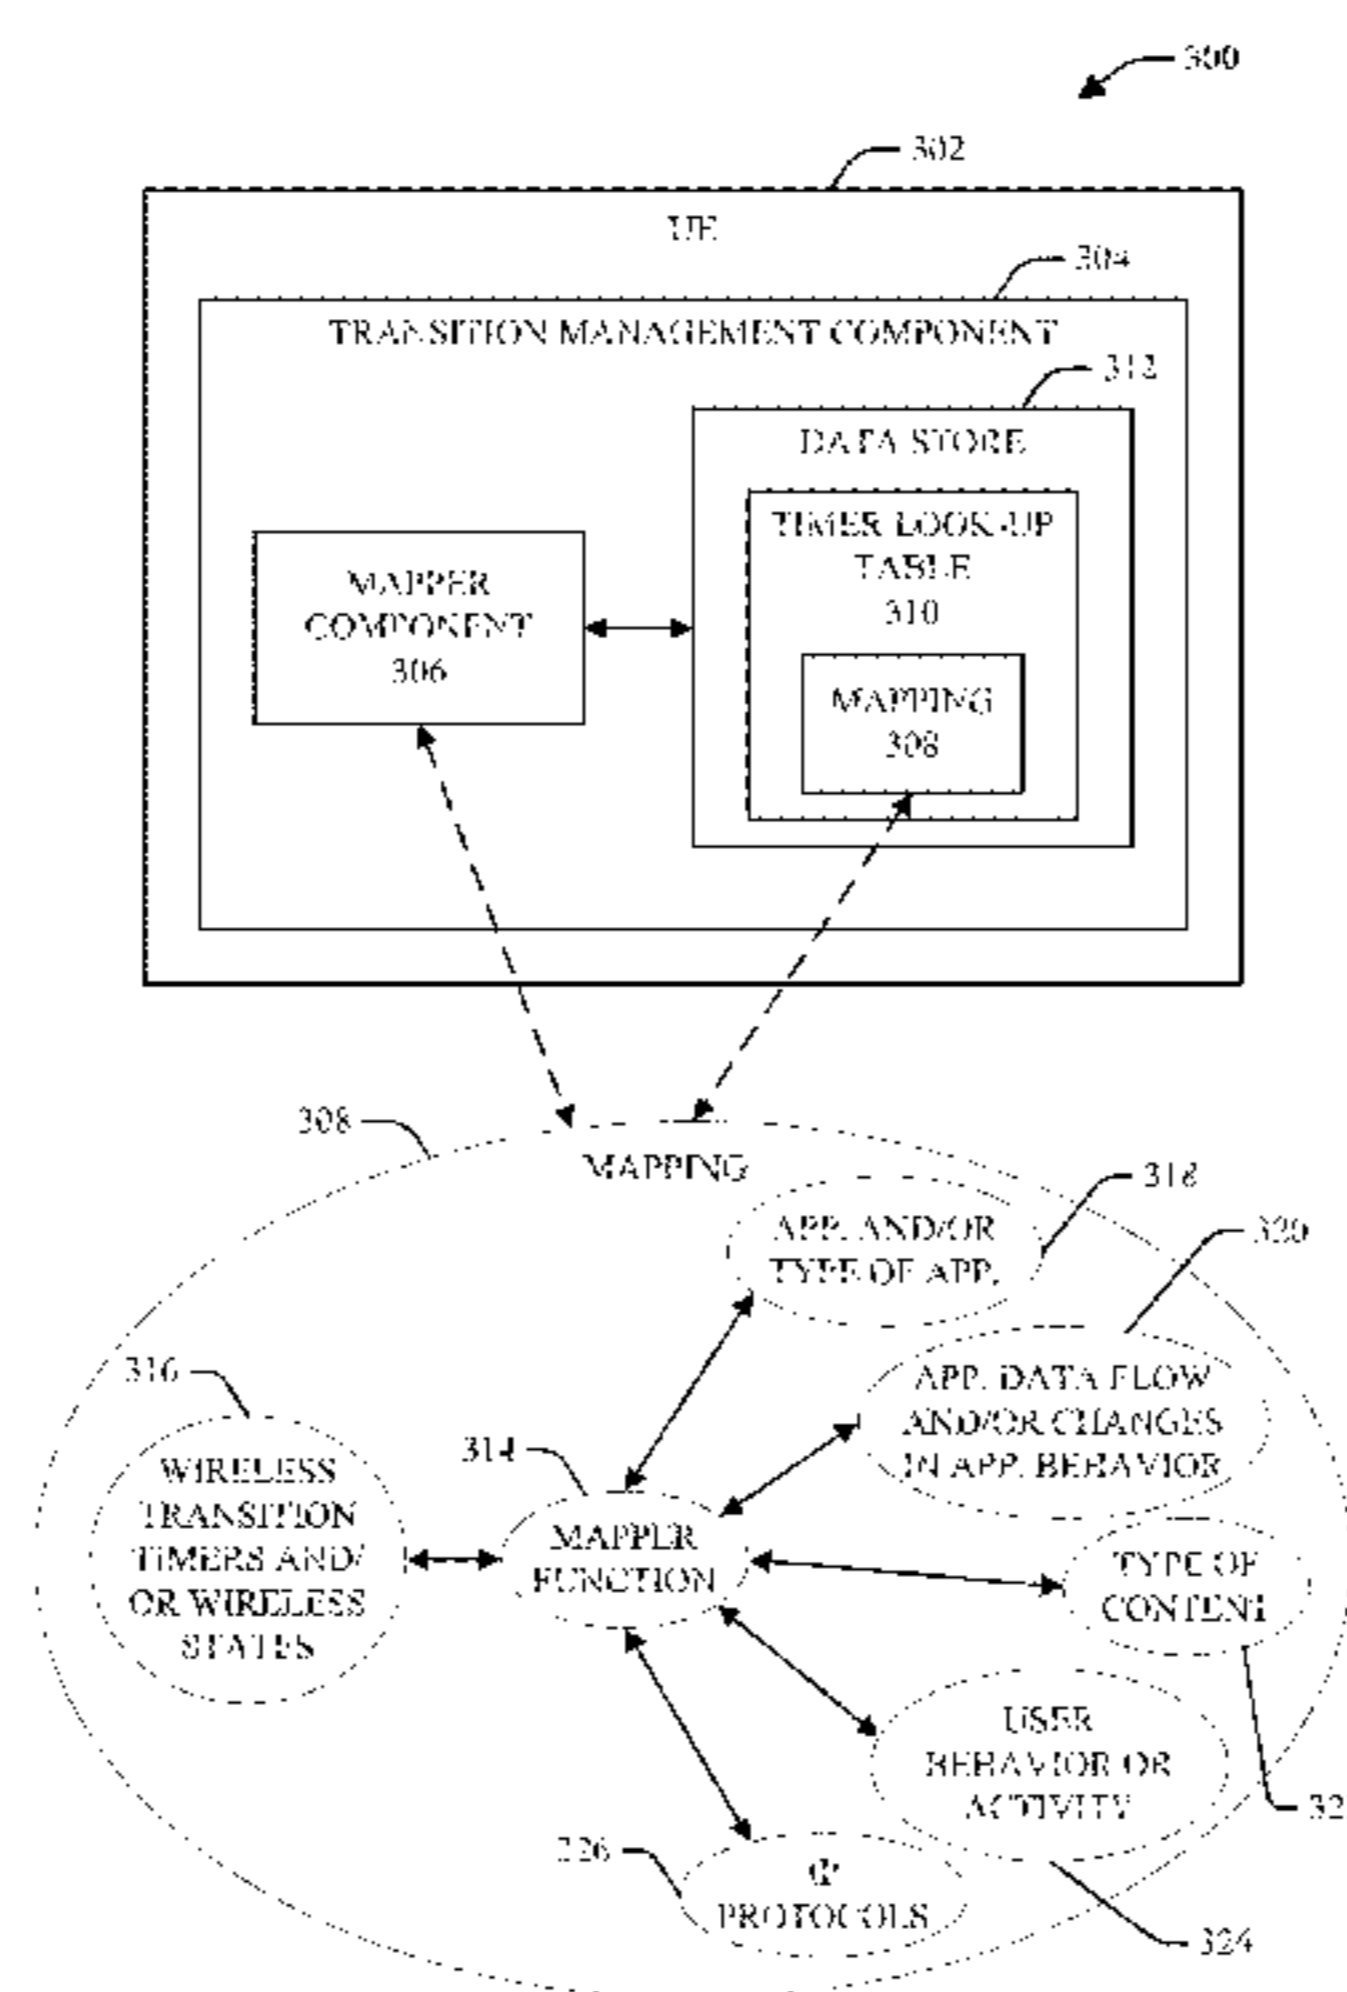 300
302
UE
304
TRANSITION MANAGEMENT COMPONENT
312
DATA STORE
TIMER LOOK-UP
TABLE
310
MAPPER
COMPONENT
306
MAPPING
308
308
MAPPING
318
APP. AND/OR
TYPE OF APP.
320
316
APP. DATA FLOW
AND/OR CHANGES
IN APP. BEHAVIOR
314
WIRELESS
TRANSITION
TIMERS AND/
OR WIRELESS
STATES
MAPPER
FUNCTION
TYPE OF
CONTENT
USER
BEHAVIOR OR
ACTIVITY
32
326
IP
PROTOCOLS
324